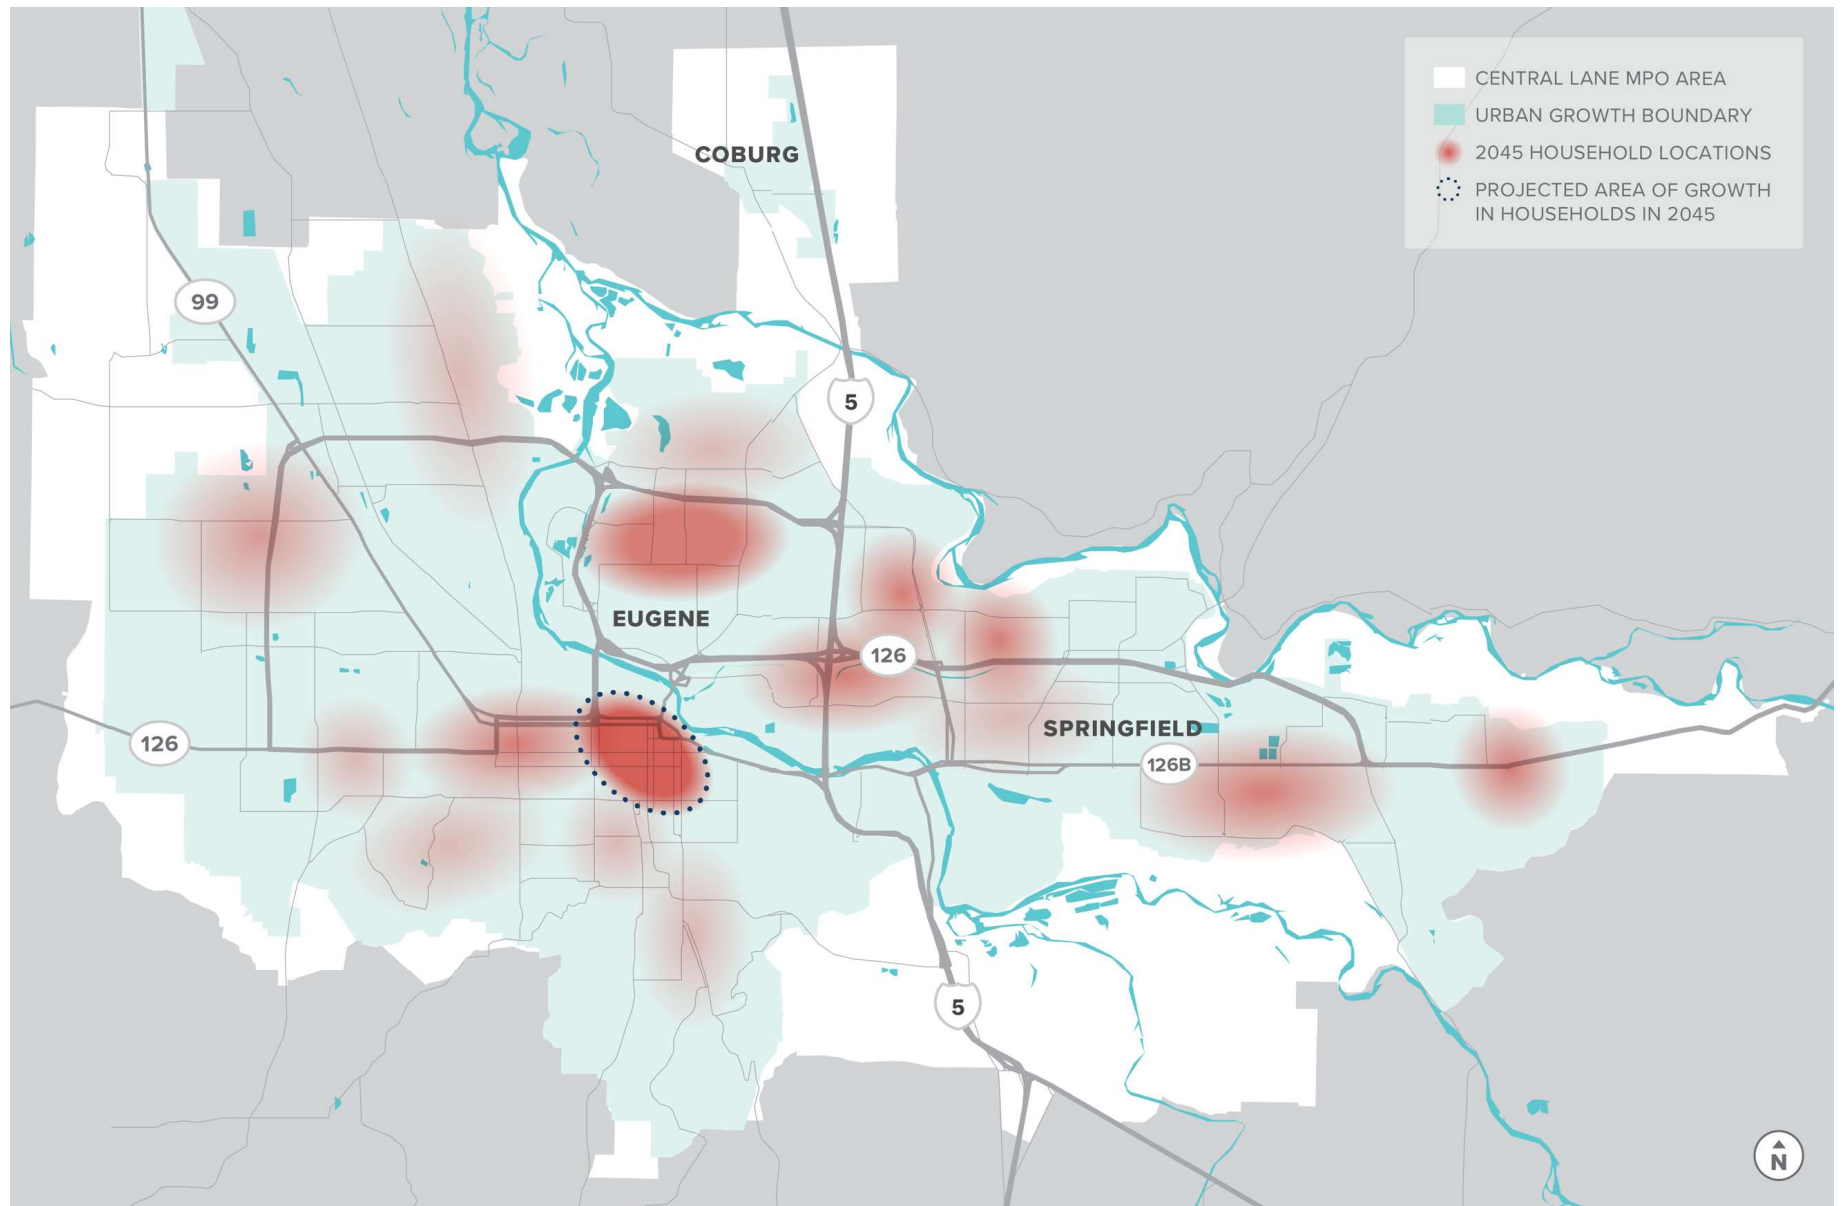 CENTRAL LANE MPO AREA
URBAN GROWTH BOUNDARY
2045 HOUSEHOLD LOCATIONS
PROJECTED AREA OF GROWTH
IN HOUSEHOLDS IN 2045
COBURG
99
5
EUGENE
126
SPRINGFIELD
126
126B
5
N